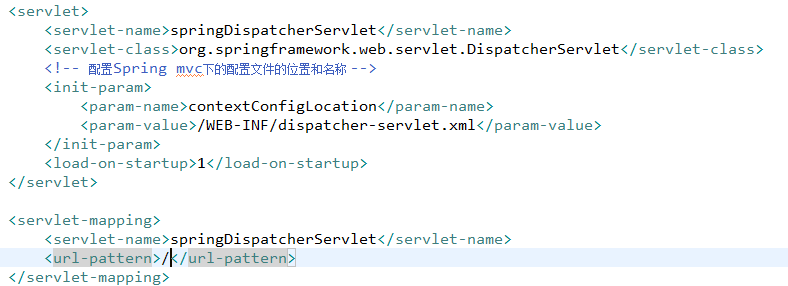 <servlet>
<servlet-name>springDispatcherServlet</servlet-name>
<servlet-class>org.springframework.web.servlet.DispatcherServlet</servlet-class>
<!-- 配置Spring mvc下的配置文件的位置和名称 -->
<init-param>
<param-name>contextConfigLocation</param-name>
<param-value>/WEB-INF/dispatcher-servlet.xml</param-value>
</init-param>
<load-on-startup>1</load-on-startup>
</servlet>
<servlet-mapping>
<servlet-name>springDispatcherServlet</servlet-name>
<url-pattern>/</url-pattern>
</servlet-mapping>